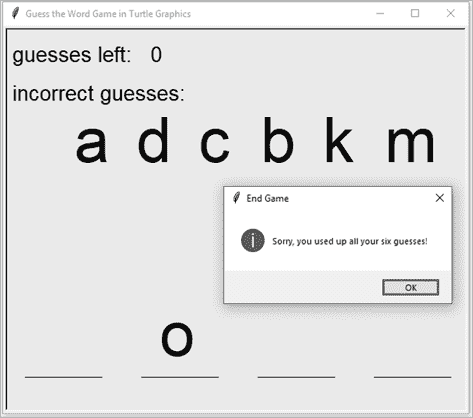 Guess the Word Game in Turtle Graphics
guesses left: 0
incorrect guesses:
a d c b k m
End Game
Sorry, you used up all your six guesses!
OK
o